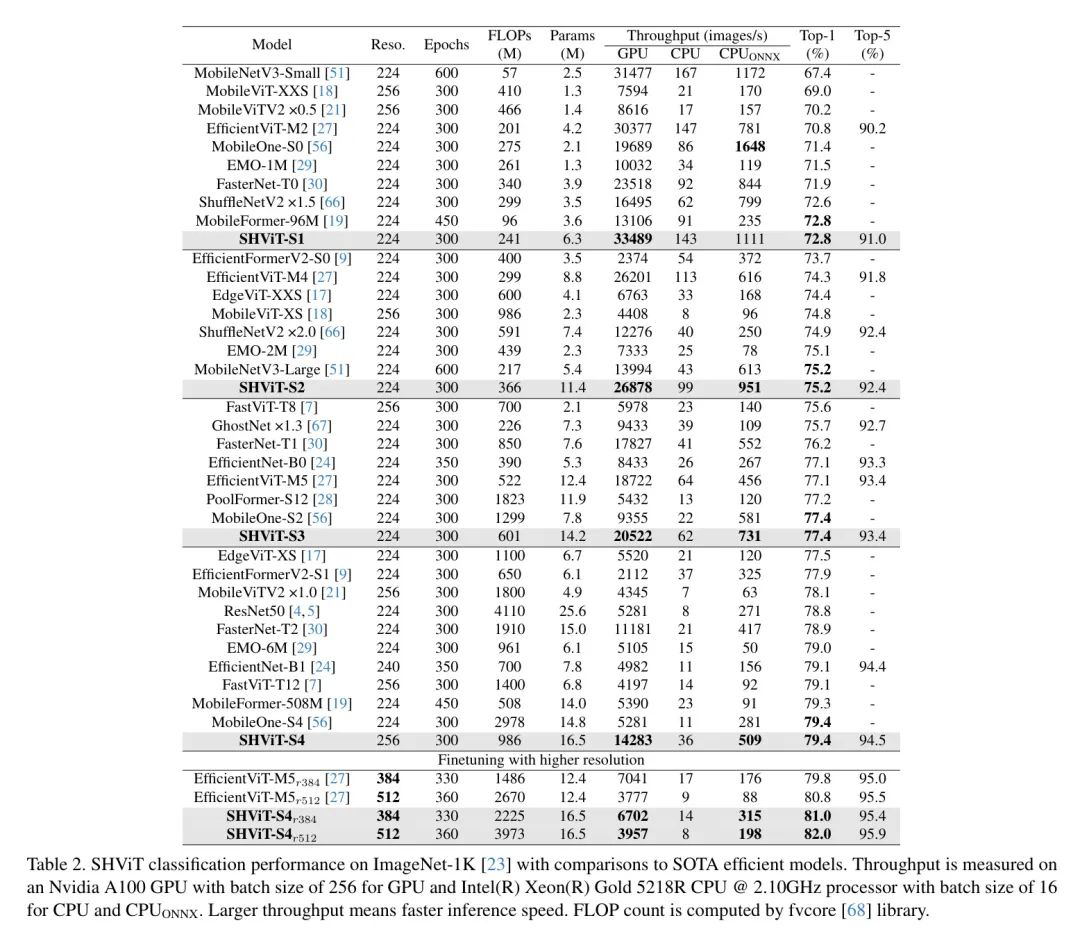 Model Reso. Epochs FLOPs (M) Params (M) Throughput (images/s) Top-1 (%) Top-5 (%)
GPU CPU CPU_ONNX
MobileNetV3-Small [51] 224 600 57 2.5 31477 167 1172 67.4 -
MobileViT-XXS [18] 256 300 410 1.3 7594 21 170 69.0 -
MobileViTV2 ×0.5 [21] 256 300 466 1.4 8616 17 157 70.2 -
EfficientViT-M2 [27] 224 300 201 4.2 30377 147 781 70.8 90.2
MobileOne-S0 [56] 224 300 275 2.1 19689 86 1648 71.4 -
EMO-1M [29] 224 300 261 1.3 10032 34 119 71.5 -
FasterNet-T0 [30] 224 300 340 3.9 23518 92 844 71.9 -
ShuffleNetV2 ×1.5 [66] 224 300 299 3.5 16495 62 799 72.6 -
MobileFormer-96M [19] 224 450 96 3.6 13106 91 235 72.8 -
SHViT-S1 224 300 241 6.3 33489 143 1111 72.8 91.0
EfficientFormerV2-S0 [9] 224 300 400 3.5 2374 54 372 73.7 -
EfficientViT-M4 [27] 224 300 299 8.8 26201 113 616 74.3 91.8
EdgeViT-XXS [17] 224 300 600 4.1 6763 33 168 74.4 -
MobileViT-XS [18] 256 300 986 2.3 4408 8 96 74.8 -
ShuffleNetV2 ×2.0 [66] 224 300 591 7.4 12276 40 250 74.9 92.4
EMO-2M [29] 224 300 439 2.3 7333 25 78 75.1 -
MobileNetV3-Large [51] 224 600 217 5.4 13994 43 613 75.2 -
SHViT-S2 224 300 366 11.4 26878 99 951 75.2 92.4
FastViT-T8 [7] 256 300 700 2.1 5978 23 140 75.6 -
GhostNet ×1.3 [67] 224 300 226 7.3 9433 39 109 75.7 92.7
FasterNet-T1 [30] 224 300 850 7.6 17827 41 552 76.2 -
EfficientNet-B0 [24] 224 350 390 5.3 8433 26 267 77.1 93.3
EfficientViT-M5 [27] 224 300 522 12.4 18722 64 456 77.1 93.4
PoolFormer-S12 [28] 224 300 1823 11.9 5432 13 120 77.2 -
MobileOne-S2 [56] 224 300 1299 7.8 9355 22 581 77.4 -
SHViT-S3 224 300 601 14.2 20522 62 731 77.4 93.4
EdgeViT-XS [17] 224 300 1100 6.7 5520 21 120 77.5 -
EfficientFormerV2-S1 [9] 224 300 650 6.1 2112 37 325 77.9 -
MobileViTV2 ×1.0 [21] 256 300 1800 4.9 4345 7 63 78.1 -
ResNet50 [4, 5] 224 300 4110 25.6 5281 8 271 78.8 -
FasterNet-T2 [30] 224 300 1910 15.0 11181 21 417 78.9 -
EMO-6M [29] 224 300 961 6.1 5105 15 50 79.0 -
EfficientNet-B1 [24] 240 350 700 7.8 4982 11 156 79.1 94.4
FastViT-T12 [7] 256 300 1400 6.8 4197 14 92 79.1 -
MobileFormer-508M [19] 224 450 508 14.0 5390 23 91 79.3 -
MobileOne-S4 [56] 224 300 2978 14.8 5281 11 281 79.4 -
SHViT-S4 256 300 986 16.5 14283 36 509 79.4 94.5
Finetuning with higher resolution
EfficientViT-M5r384 [27] 384 330 1486 12.4 7041 17 176 79.8 95.0
EfficientViT-M5r512 [27] 512 360 2670 12.4 3777 9 88 80.8 95.5
SHViT-S4r384 384 330 2225 16.5 6702 14 315 81.0 95.4
SHViT-S4r512 512 360 3973 16.5 3957 8 198 82.0 95.9
Table 2. SHViT classification performance on ImageNet-1K [23] with comparisons to SOTA efficient models. Throughput is measured on
an Nvidia A100 GPU with batch size of 256 for GPU and Intel(R) Xeon(R) Gold 5218R CPU @ 2.10GHz processor with batch size of 16
for CPU and CPU_ONNX. Larger throughput means faster inference speed. FLOP count is computed by fvcore [68] library.